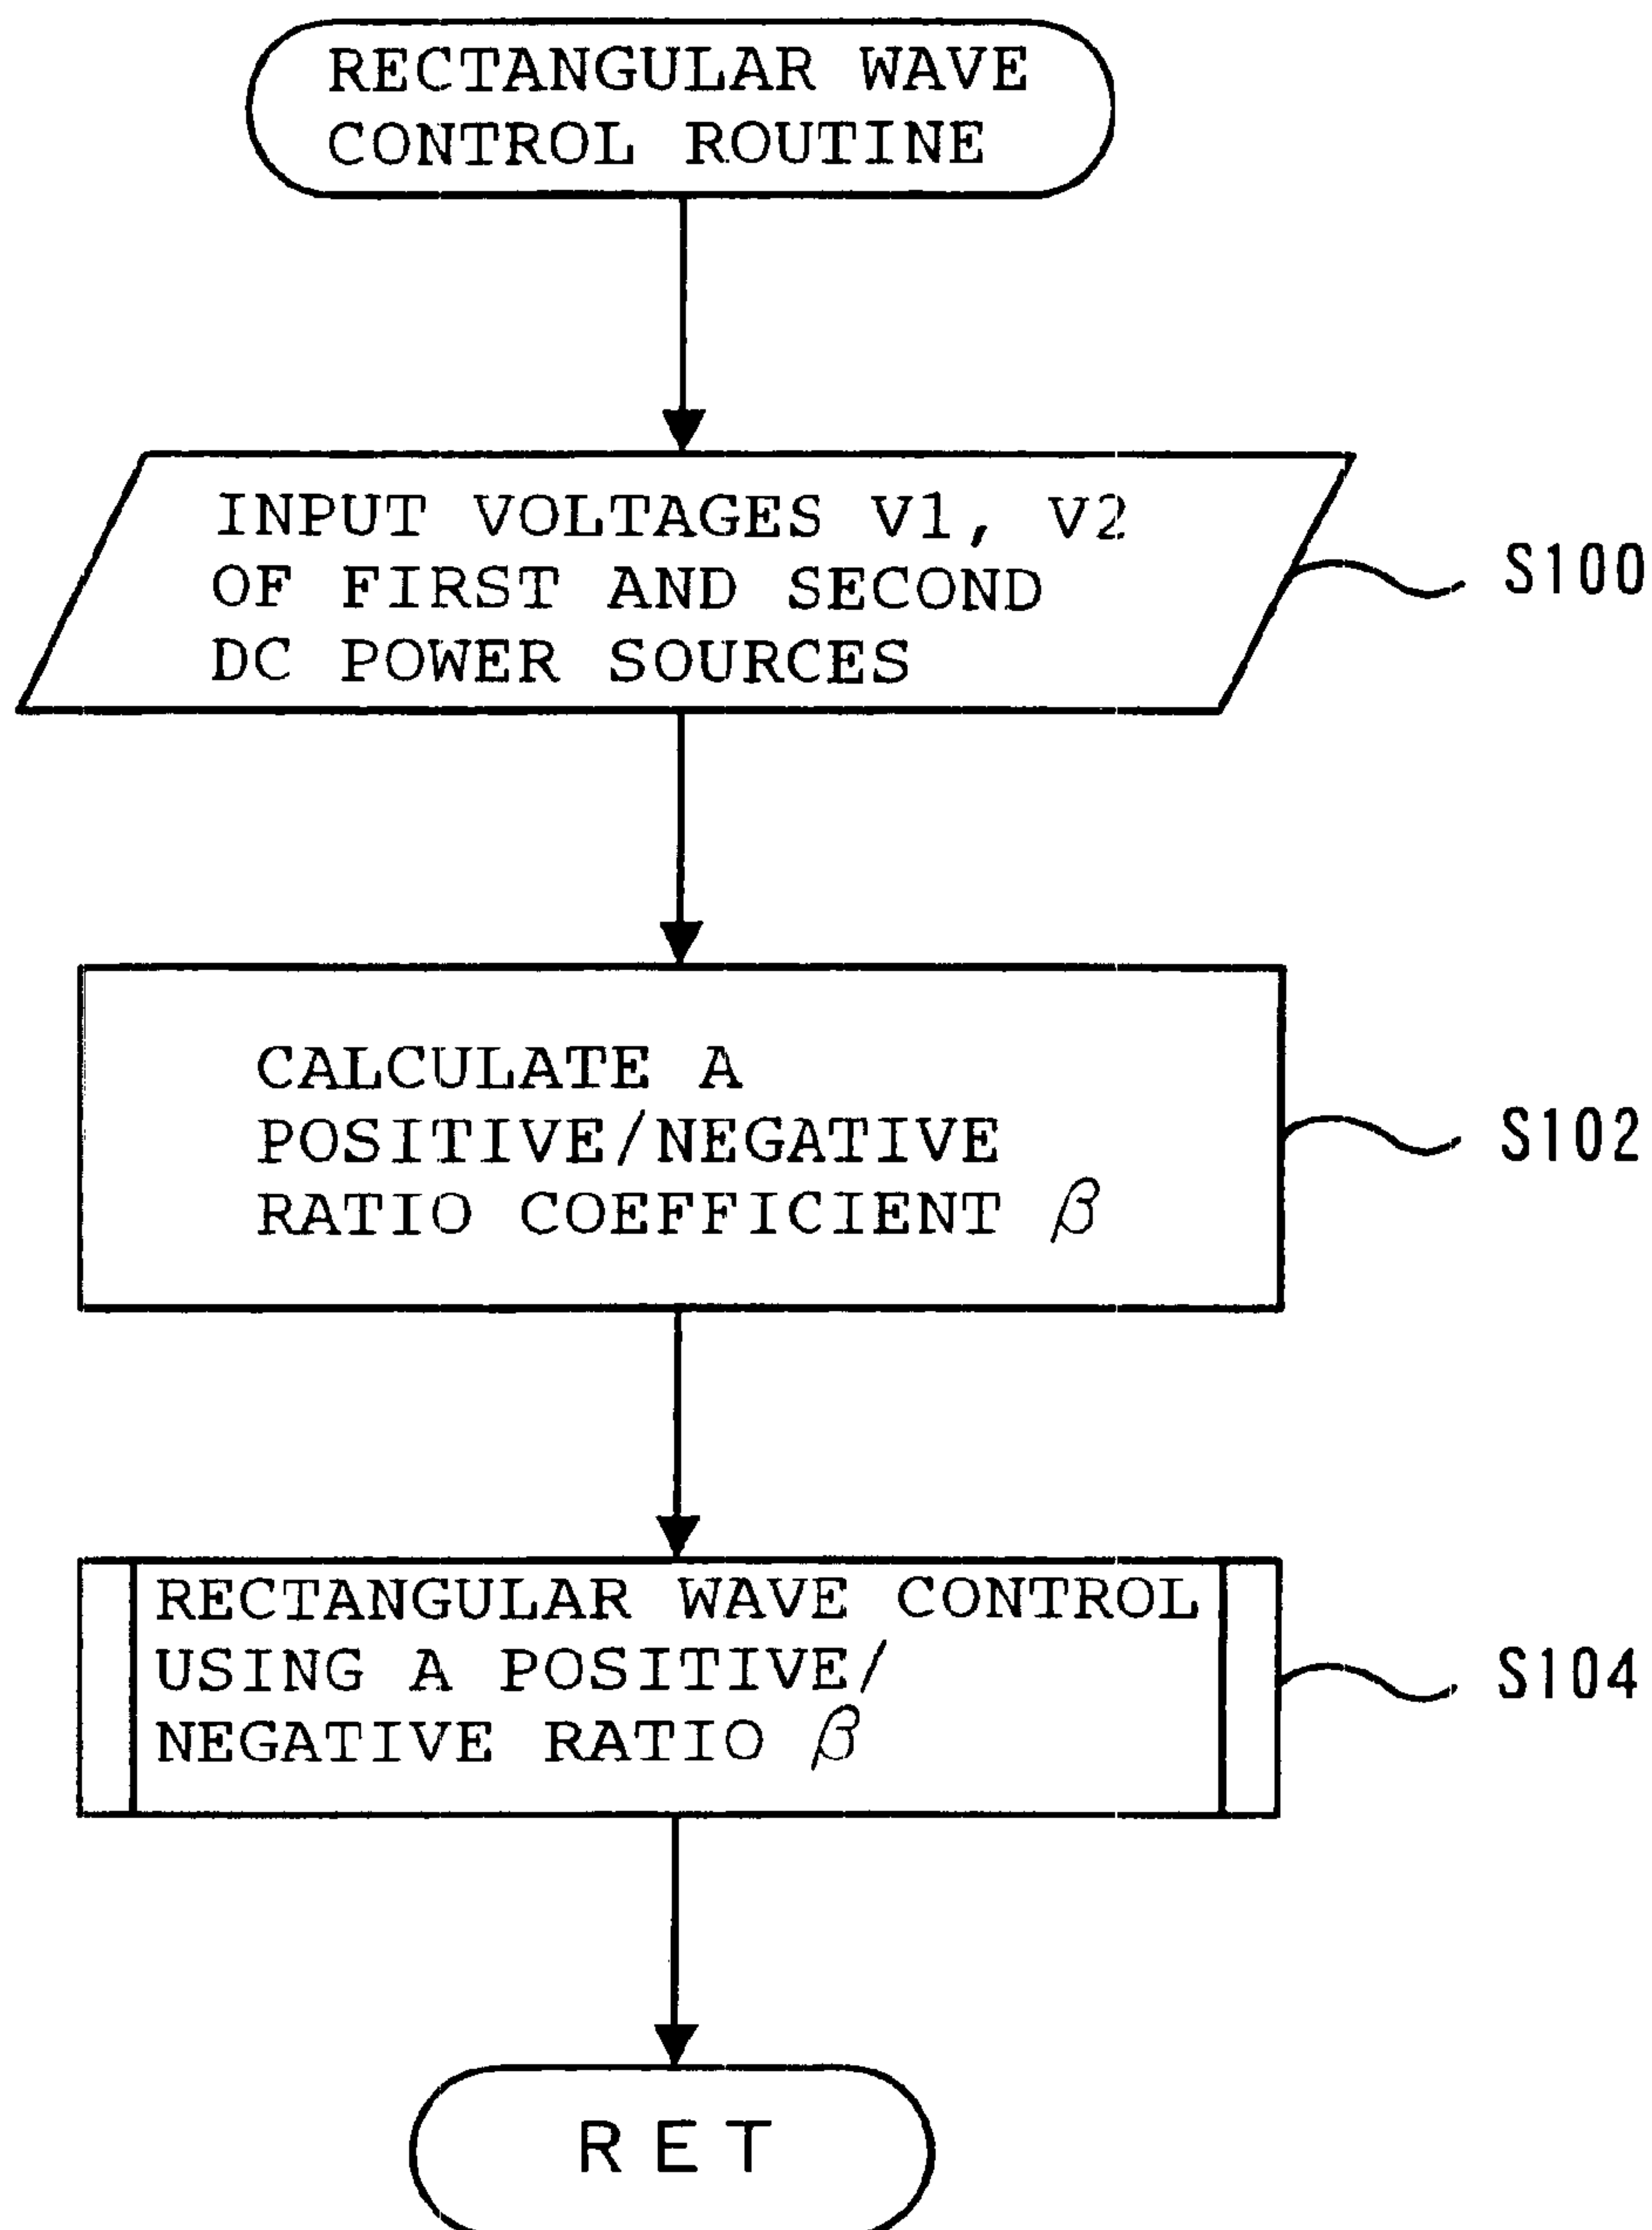 RECTANGULAR WAVE
CONTROL ROUTINE
INPUT VOLTAGES V1, V2
OF FIRST AND SECOND
DC POWER SOURCES
S100
CALCULATE A
POSITIVE/NEGATIVE
RATIO COEFFICIENT β
S102
RECTANGULAR WAVE CONTROL
USING A POSITIVE/
NEGATIVE RATIO β
S104
RET